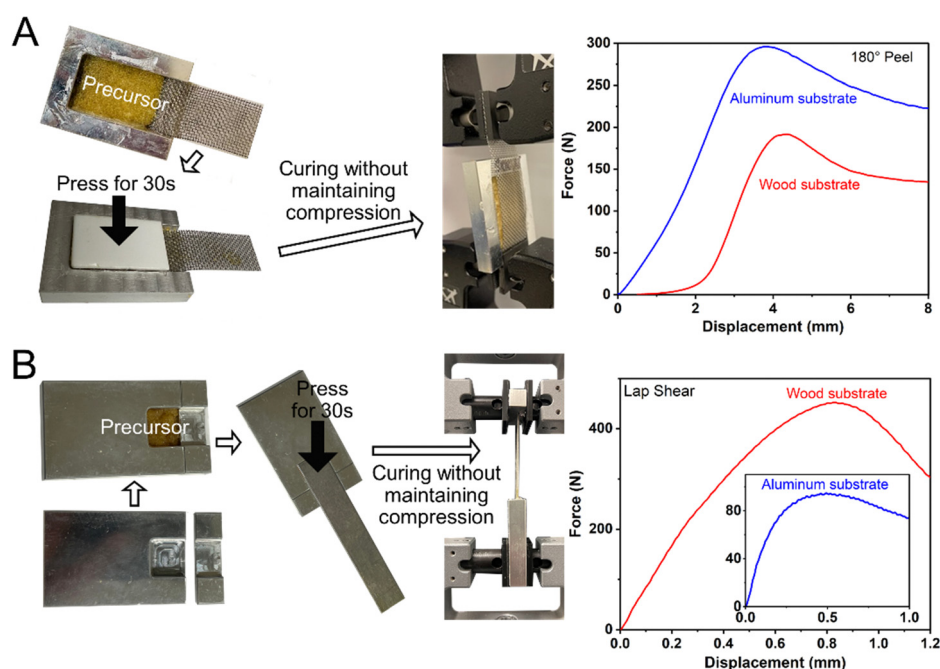 A
Precursor
Press for 30s
Curing without
maintaining
compression
180° Peel
Aluminum substrate
Wood substrate
Force (N)
300
250
200
150
100
50
0
0 2 4 6 8
Displacement (mm)
B
Precursor
Press
for 30s
Curing without
maintaining
compression
Lap Shear
Wood substrate
Aluminum substrate
Force (N)
400
200
0
80
40
0
0.0 0.5 1.0
0.0 0.2 0.4 0.6 0.8 1.0 1.2
Displacement (mm)